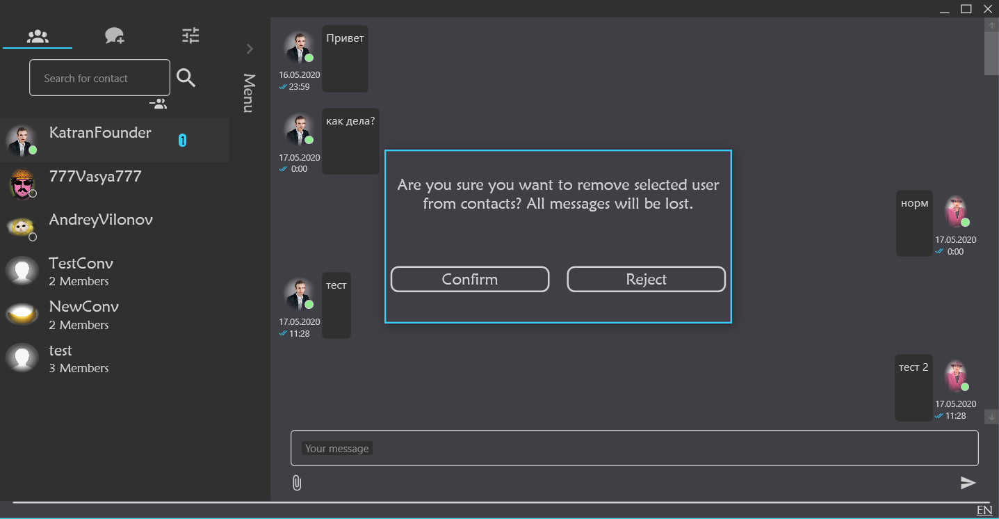 Search for contact
Menu
KatranFounder
1
777Vasya777
AndreyVilonov
TestConv
2 Members
NewConv
2 Members
test
3 Members
Привет
16.05.2020
23:59
как дела?
17.05.2020
0:00
Are you sure you want to remove selected user
from contacts? All messages will be lost.
Confirm
Reject
норм
17.05.2020
0:00
тест
17.05.2020
11:28
тест 2
17.05.2020
11:28
Your message
EN